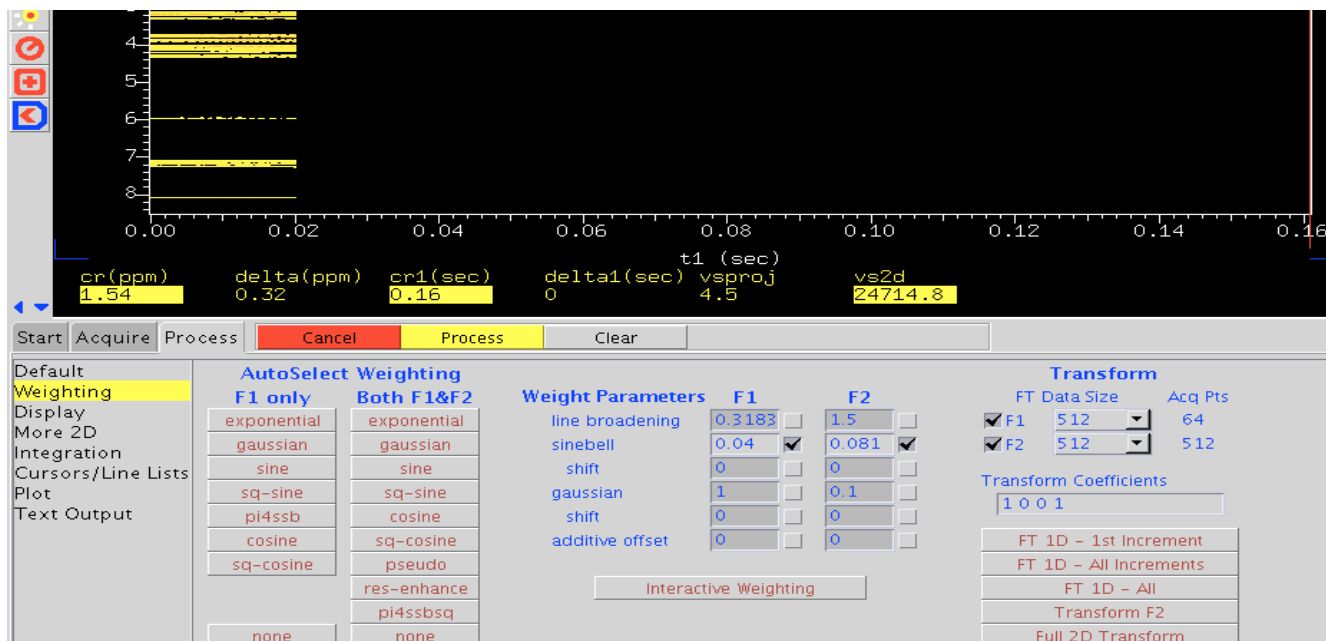 4
5
6
7
8
0.00 0.02 0.04 0.06 0.08 0.10 0.12 0.14 0.16
t1 (sec)
cr(ppm) delta(ppm) cr1(sec) delta1(sec) vsproj vs2d
1.54 0.32 0.16 0 4.5 24714.8
Start Acquire Process Cancel Process Clear
Default
Weighting
Display
More 2D
Integration
Cursors/Line Lists
Plot
Text Output
AutoSelect Weighting
F1 only Both F1&F2
exponential exponential
gaussian gaussian
sine sine
sq-sine sq-sine
pi4ssb cosine
cosine sq-cosine
sq-cosine pseudo
res-enhance
pi4ssbsq
none none
Weight Parameters F1 F2
line broadening 0.3183 1.5
sinebell 0.04 0.081
shift 0 0
gaussian 1 0.1
shift 0 0
additive offset 0 0
Interactive Weighting
Transform
FT Data Size Acq Pts
F1 512 64
F2 512 512
Transform Coefficients
1 0 0 1
FT 1D - 1st Increment
FT 1D - All Increments
FT 1D - All
Transform F2
Full 2D Transform